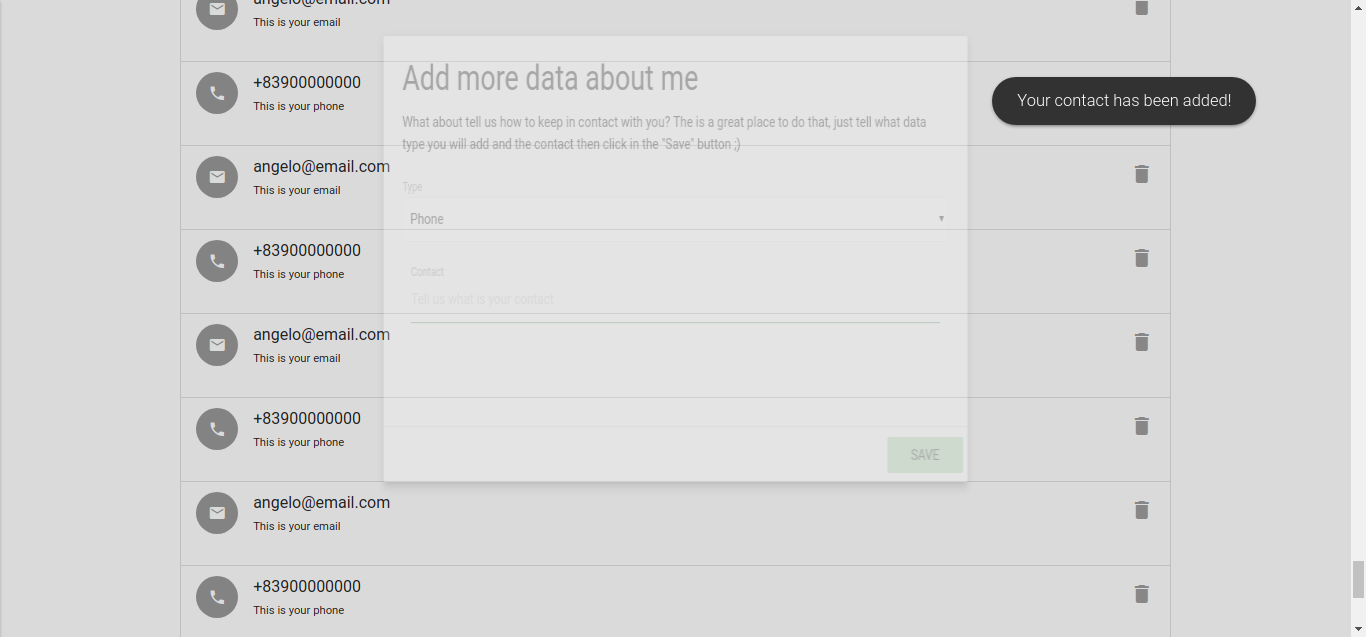 angelo@email.com
This is your email
+83900000000
This is your phone
Add more data about me
Your contact has been added!
What about tell us how to keep in contact with you? The is a great place to do that, just tell what data
type you will add and the contact then click in the "Save" button ;)
angelo@email.com
This is your email
Type
Phone
+83900000000
This is your phone
Contact
Tell us what is your contact
angelo@email.com
This is your email
+83900000000
This is your phone
SAVE
angelo@email.com
This is your email
+83900000000
This is your phone